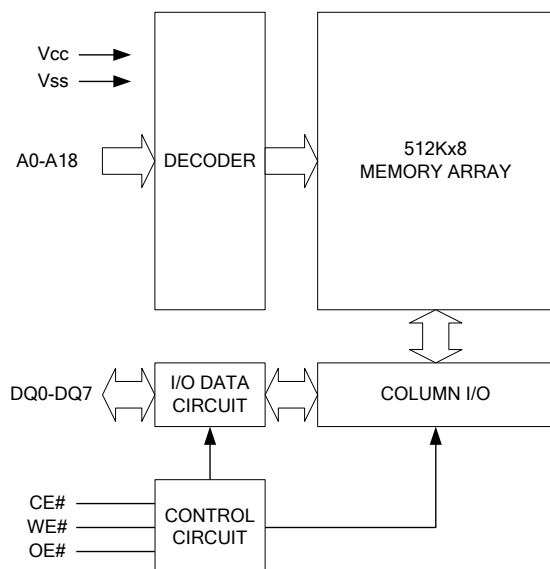 Vcc
Vss
A0-A18
DECODER
512Kx8
MEMORY ARRAY
DQ0-DQ7
I/O DATA
CIRCUIT
COLUMN I/O
CE#
WE#
OE#
CONTROL
CIRCUIT